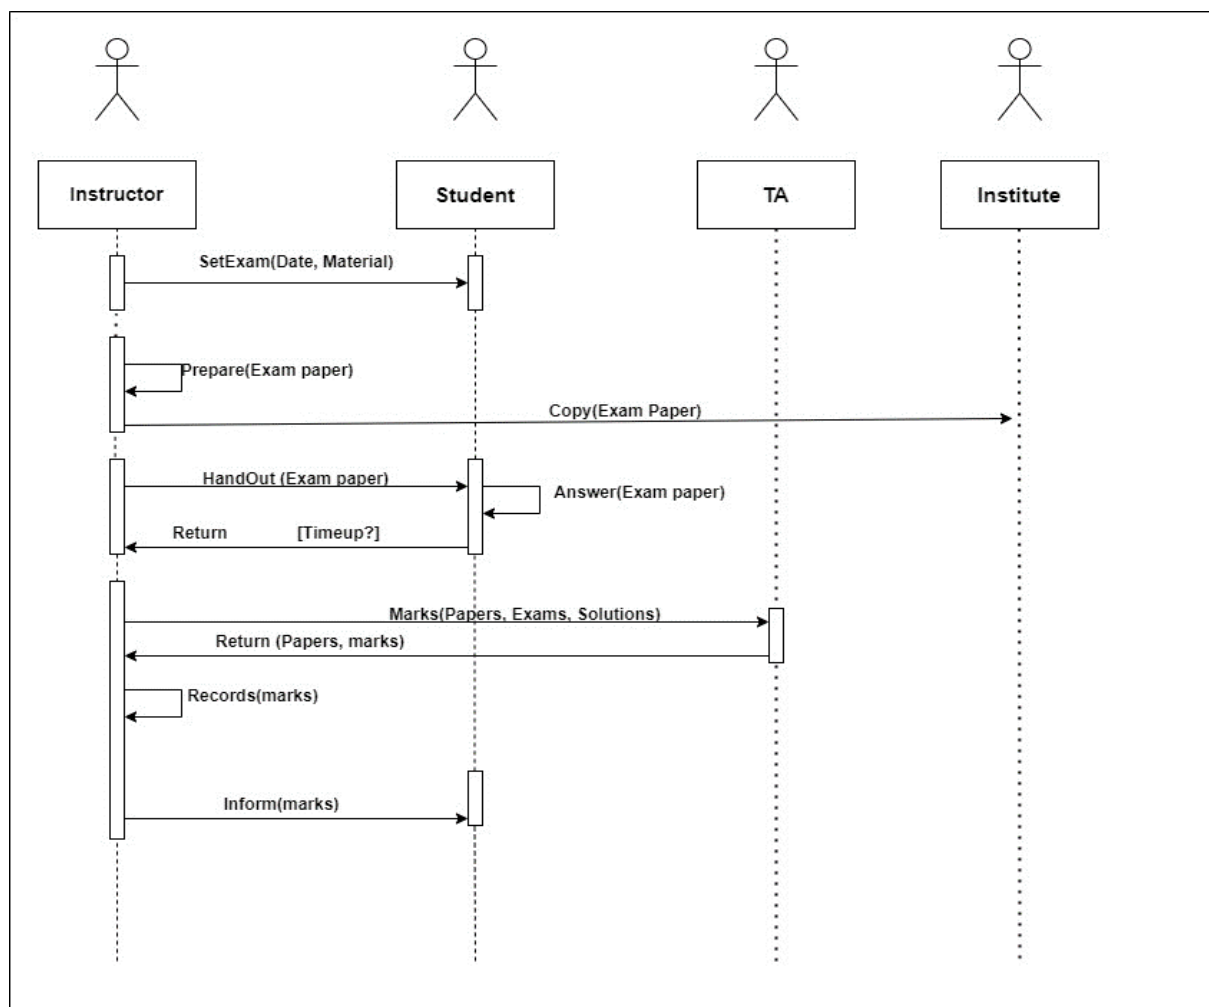 Instructor
Student
TA
Institute
SetExam(Date, Material)
Prepare(Exam paper)
Copy(Exam Paper)
HandOut (Exam paper)
Answer(Exam paper)
Return [Timeup?]
Marks(Papers, Exams, Solutions)
Return (Papers, marks)
Records(marks)
Inform(marks)